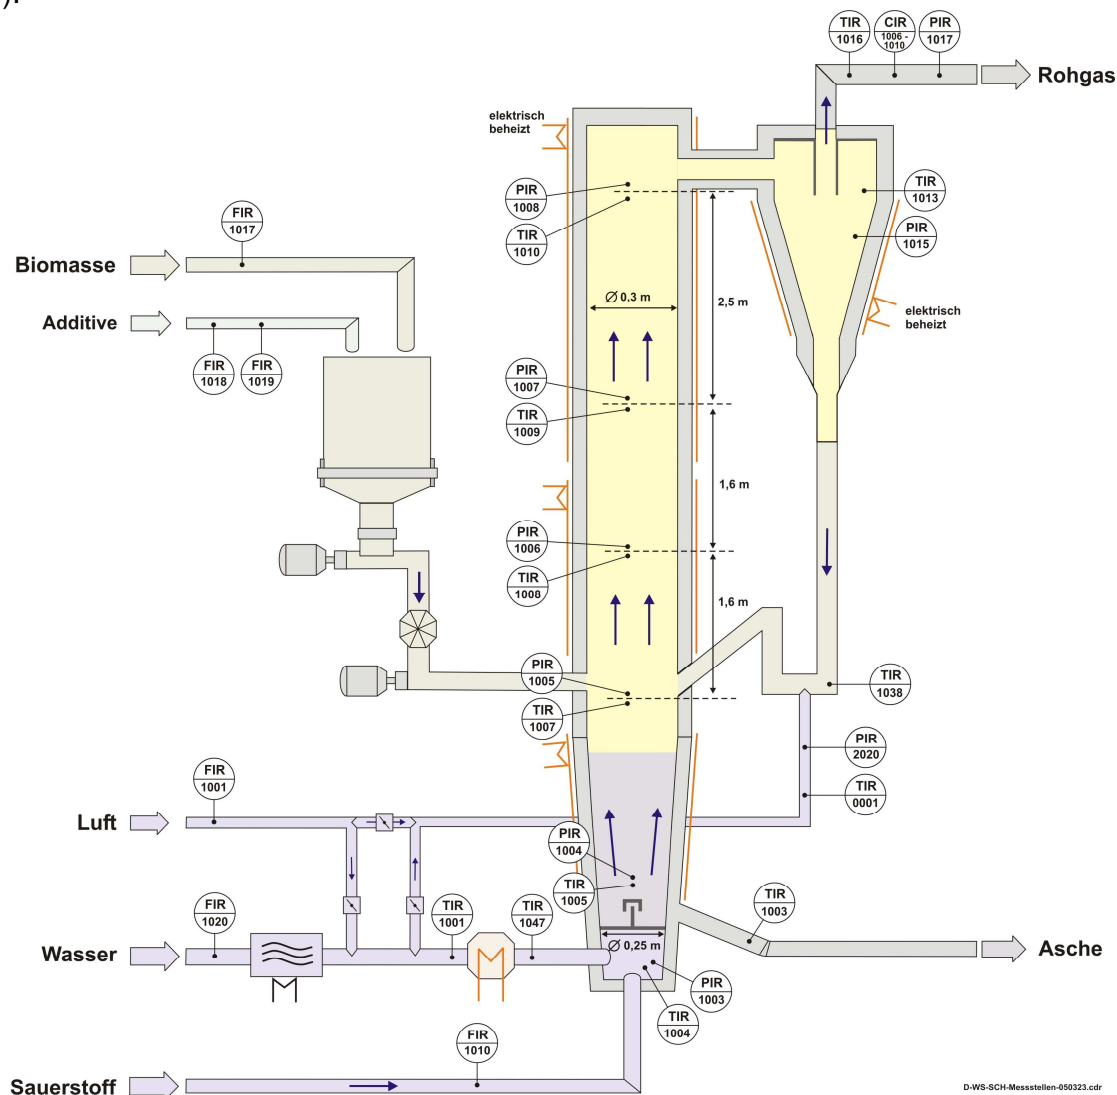 ).
TIR
1016
CIR
1006 -
1010
PIR
1017
Rohgas
elektrisch
beheizt
PIR
1008
TIR
1010
TIR
1013
PIR
1015
FIR
1017
Biomasse
Additive
FIR
1018
FIR
1019
Ø 0.3 m
2,5 m
elektrisch
beheizt
PIR
1007
TIR
1009
1,6 m
PIR
1006
TIR
1008
1,6 m
PIR
1005
TIR
1007
TIR
1038
PIR
2020
TIR
0001
FIR
1001
Luft
PIR
1004
TIR
1005
FIR
1020
TIR
1001
TIR
1047
TIR
1003
Wasser
Ø 0,25 m
Asche
PIR
1003
TIR
1004
FIR
1010
Sauerstoff
D-WS-SCH-Messstellen-050323.cdr